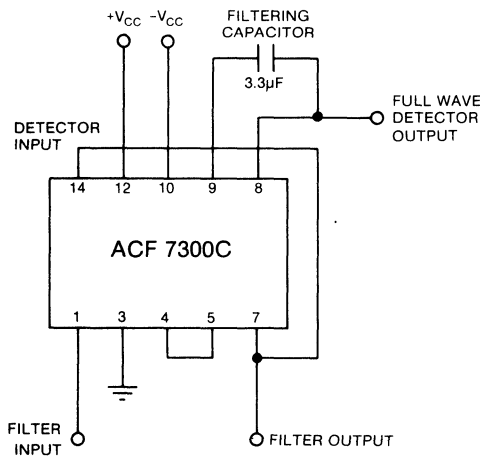 +VCC -VCC
FILTERING
CAPACITOR
3.3µF
FULL WAVE
DETECTOR
OUTPUT
DETECTOR
INPUT
14 12 10 9 8
ACF 7300C
1 3 4 5 7
FILTER
INPUT
FILTER OUTPUT